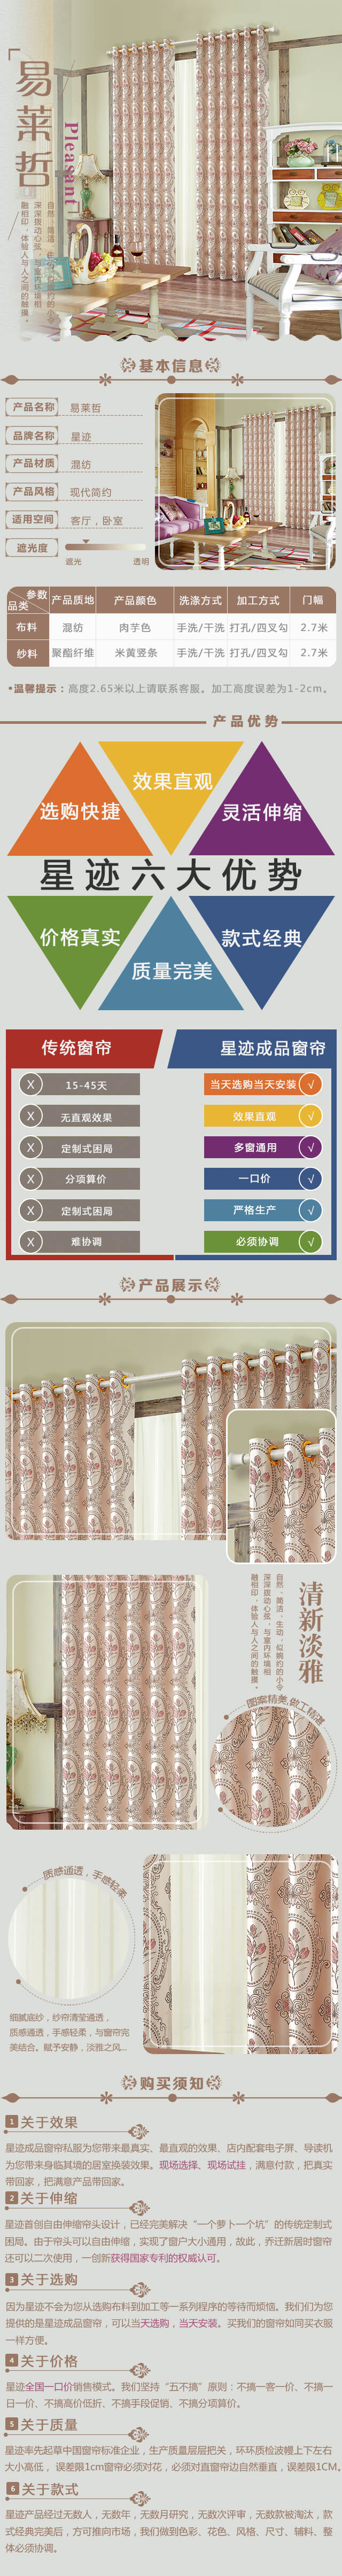 易莱哲
Pleasant
自然、简洁、生动，似婉约的小令
深深拨动心弦，与室内环境相
融相印，体验人与人之间的触摸。
基本信息
产品名称 易莱哲
品牌名称 星迹
产品材质 混纺
产品风格 现代简约
适用空间 客厅，卧室
遮光度
遮光 透明
参数 品类 产品质地 产品颜色 洗涤方式 加工方式 门幅
布料 混纺 肉芋色 手洗/干洗 打孔/四叉勾 2.7米
纱料 聚酯纤维 米黄竖条 手洗/干洗 打孔/四叉勾 2.7米
•温馨提示：高度2.65米以上请联系客服。加工高度误差为1-2cm。
产品优势
选购快捷 效果直观 灵活伸缩
星迹六大优势
价格真实 质量完美 款式经典
传统窗帘 星迹成品窗帘
X 15-45天 当天选购当天安装 √
X 无直观效果 效果直观 √
X 定制式困局 多窗通用 √
X 分项算价 一口价 √
X 定制式困局 严格生产 √
X 难协调 必须协调 √
产品展示
清新淡雅
自然、简洁、生动，似婉约的小令
深深拨动心弦，与室内环境相
融相印，体验人与人之间的触摸。
图案精美，做工精湛
质感通透，手感轻柔
细腻底纱，纱帘清莹通透，
质感通透，手感轻柔，与窗帘完
美结合。赋予安静，淡雅之风...
购买须知
1 关于效果
星迹成品窗帘私服为您带来最真实、最直观的效果、店内配套电子屏、导读机
为您带来身临其境的居室换装效果。现场选择、现场试挂，满意付款，把真实
带回家，把满意产品带回家。
2 关于伸缩
星迹首创自由伸缩帘头设计，已经完美解决“一个萝卜一个坑”的传统定制式
困局。由于帘头可以自由伸缩，实现了窗户大小通用，故此，乔迁新居时窗帘
还可以二次使用，一创新获得国家专利的权威认可。
3 关于选购
因为星迹不会为您从选购布料到加工等一系列程序的等待而烦恼。我们们为您
提供的是星迹成品窗帘，可以当天选购，当天安装。买我们的窗帘如同买衣服
一样方便。
4 关于价格
星迹全国一口价销售模式。我们坚持“五不搞”原则：不搞一客一价、不搞一
日一价、不搞高价低折、不搞手段促销、不搞分项算价。
5 关于质量
星迹率先起草中国窗帘标准企业，生产质量层层把关，环环质检波幔上下左右
大小高低， 误差限1cm窗帘必须对花，必须对直窗帘边自然垂直，误差限1CM。
6 关于款式
星迹产品经过无数人，无数年，无数月研究，无数次评审，无数款被淘汰，款
式经典完美后，方可推向市场，我们做到色彩、花色、风格、尺寸、辅料、整
体必须协调。